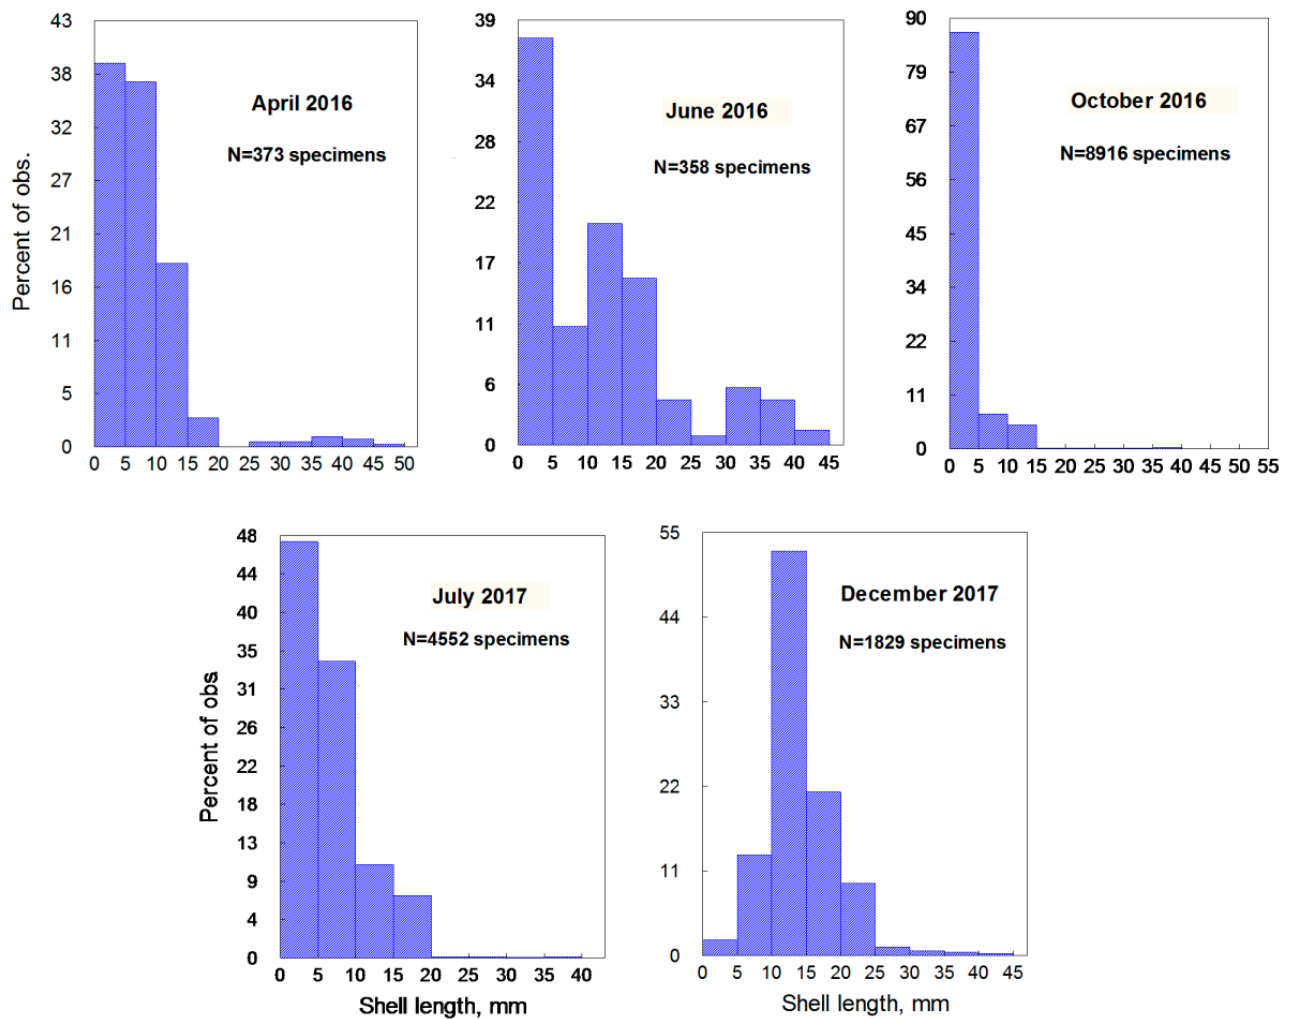 43
38
32
27
21
16
11
5
0
Percent of obs.
April 2016
N=373 specimens
0 5 10 15 20 25 30 35 40 45 50
39
34
28
22
17
11
6
0
June 2016
N=358 specimens
0 5 10 15 20 25 30 35 40 45
90
79
67
56
45
34
22
11
0
October 2016
N=8916 specimens
0 5 10 15 20 25 30 35 40 45 50 55
48
44
40
35
31
26
22
18
13
9
4
0
Percent of obs
July 2017
N=4552 specimens
0 5 10 15 20 25 30 35 40
Shell length, mm
55
44
33
22
11
0
December 2017
N=1829 specimens
0 5 10 15 20 25 30 35 40 45
Shell length, mm